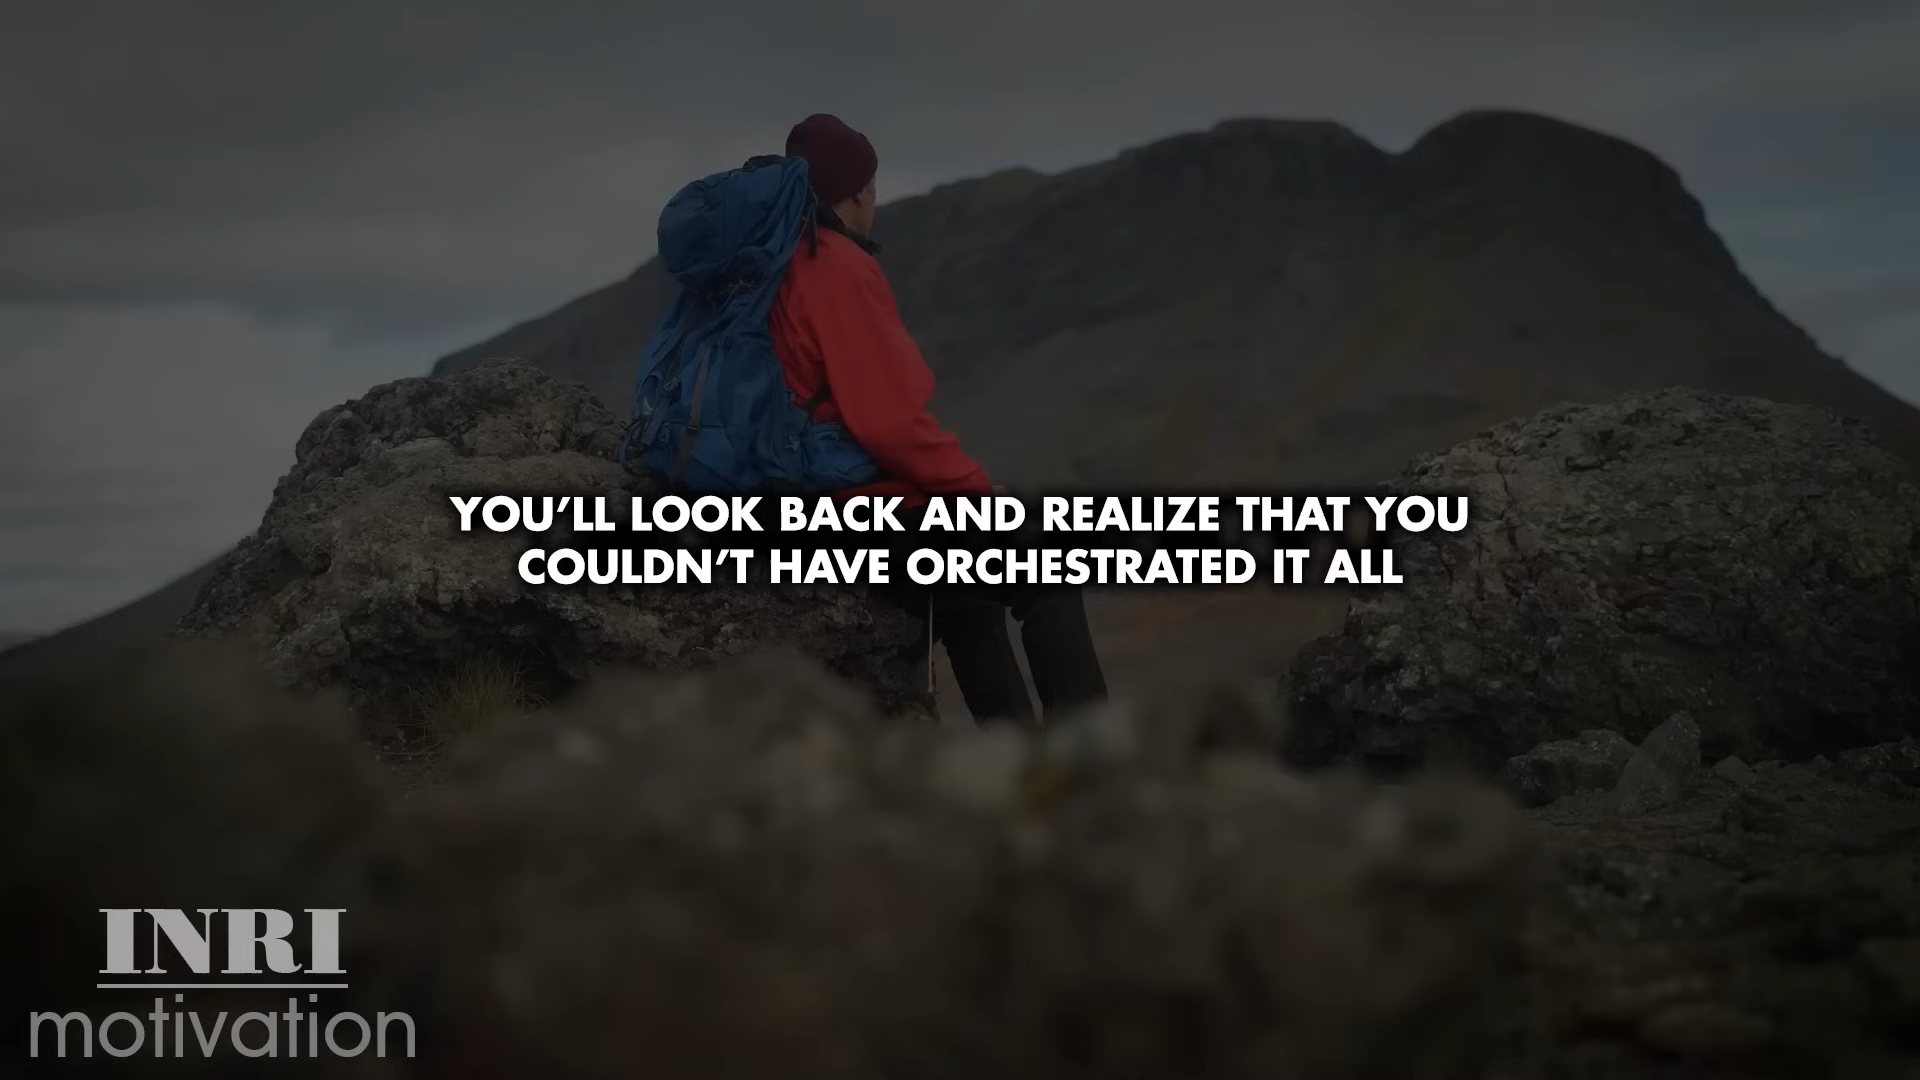 YOU’LL LOOK BACK AND REALIZE THAT YOU
COULDN’T HAVE ORCHESTRATED IT ALL
INRI
motivation